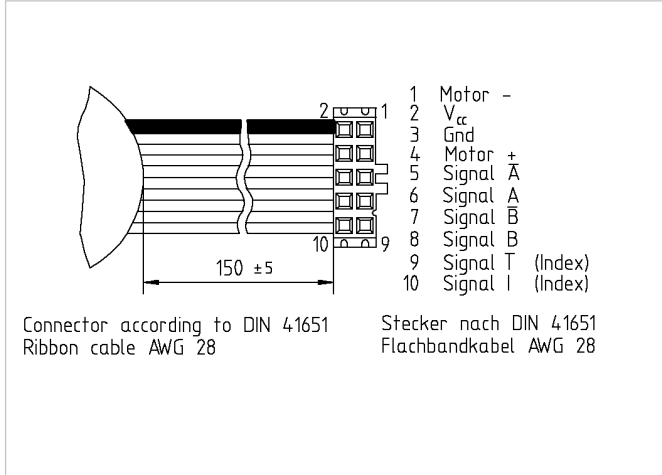 2 1
10 9
150 ±5
1 Motor -
2 Vcc
3 Gnd
4 Motor +
5 Signal A̅
6 Signal A
7 Signal B̅
8 Signal B
9 Signal T (Index)
10 Signal I (Index)
Connector according to DIN 41651
Ribbon cable AWG 28
Stecker nach DIN 41651
Flachbandkabel AWG 28